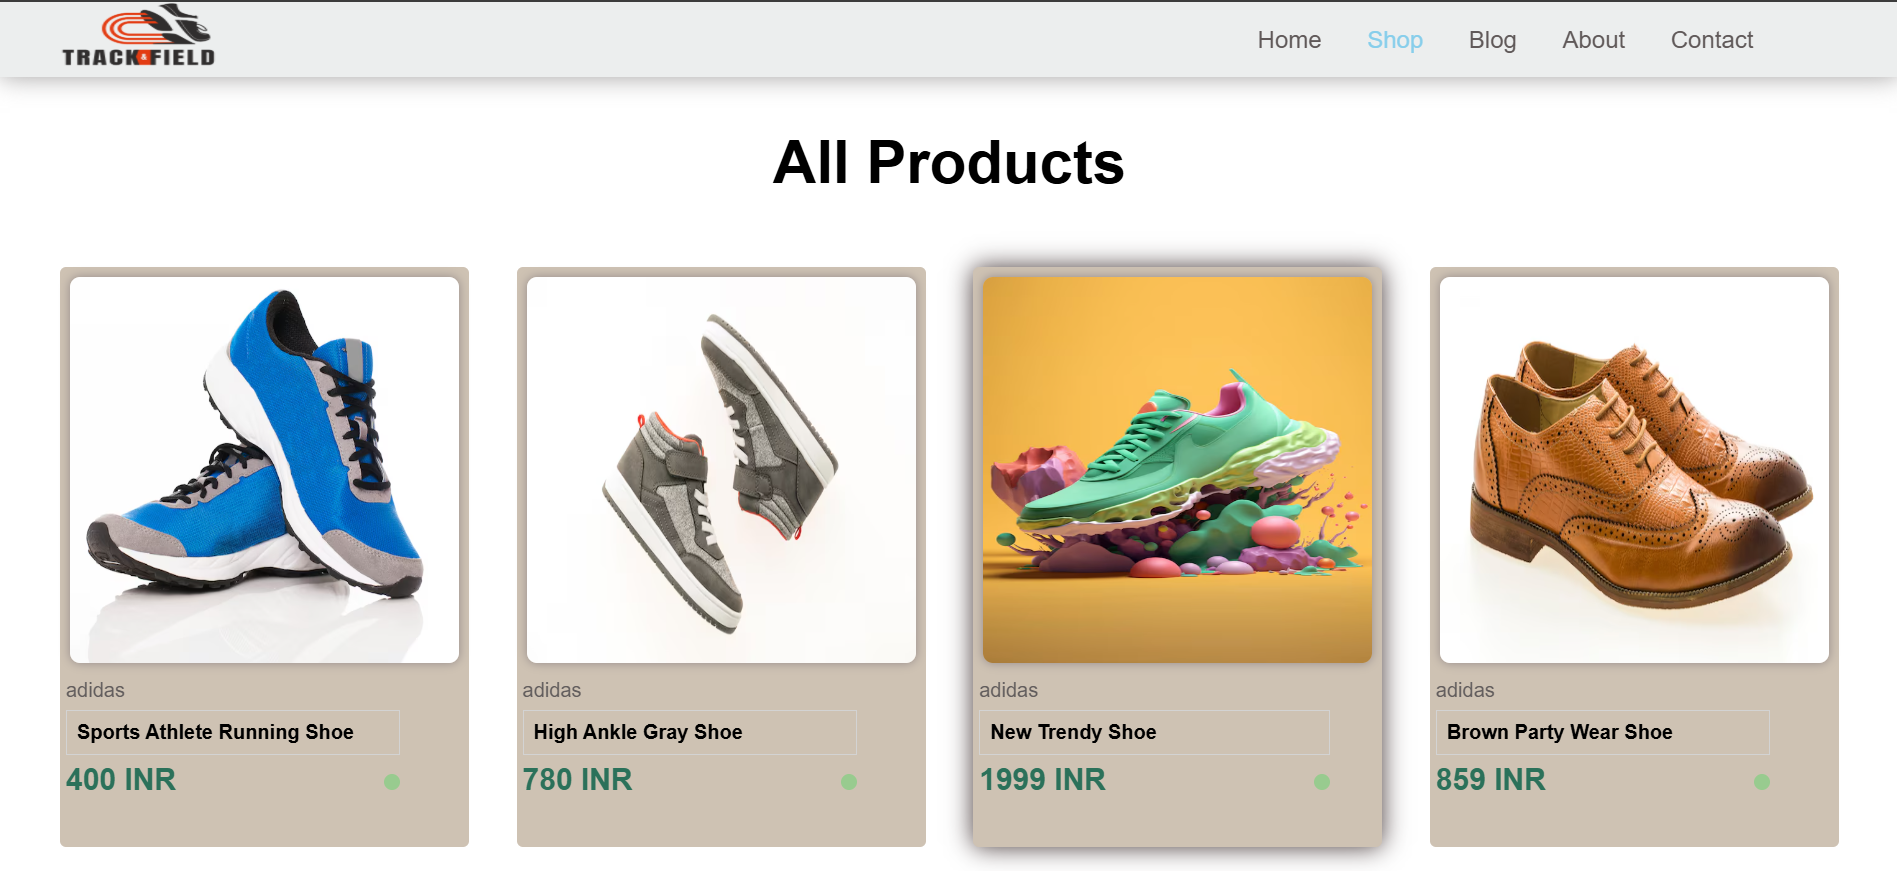 TRACK&FIELD
Home Shop Blog About Contact
All Products
adidas
Sports Athlete Running Shoe
400 INR
adidas
High Ankle Gray Shoe
780 INR
adidas
New Trendy Shoe
1999 INR
adidas
Brown Party Wear Shoe
859 INR